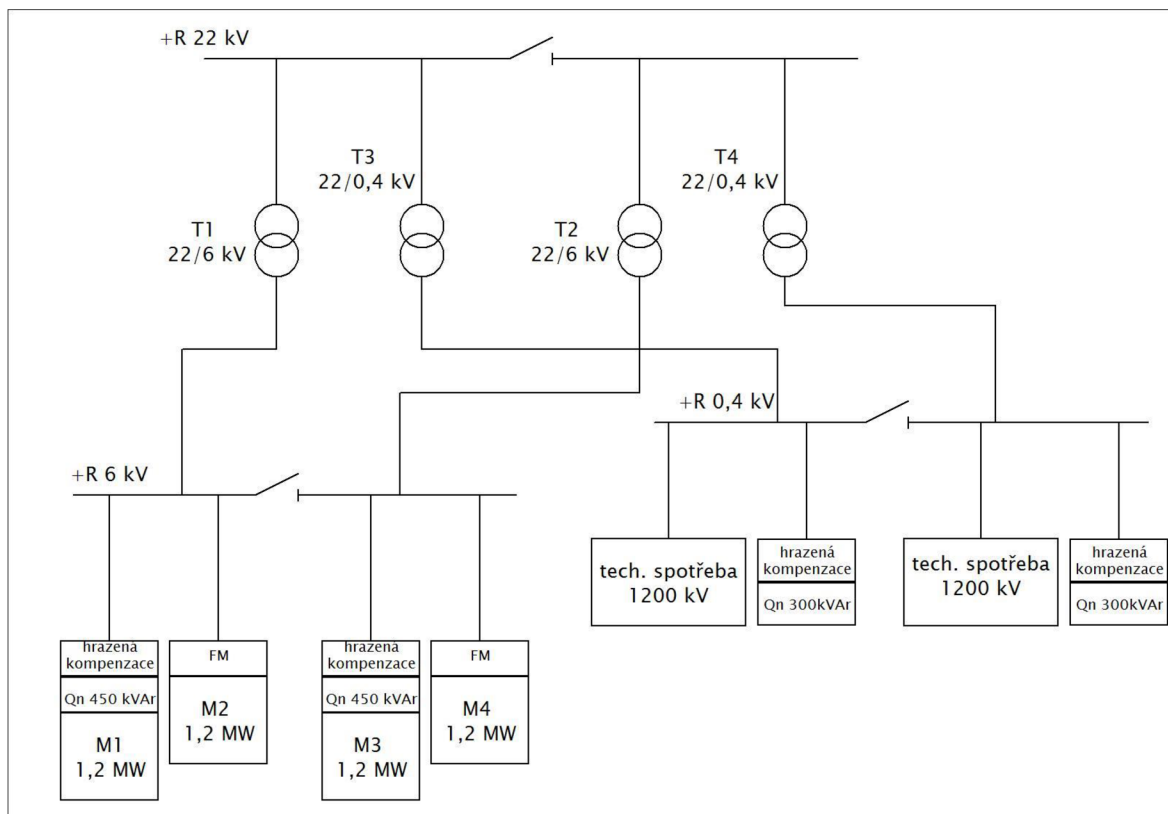 +R 22 kV
T3
22/0,4 kV
T4
22/0,4 kV
T1
22/6 kV
T2
22/6 kV
+R 0,4 kV
+R 6 kV
tech. spotřeba
1200 kV
hrazená
kompenzace
Qn 300kVAr
tech. spotřeba
1200 kV
hrazená
kompenzace
Qn 300kVAr
hrazená
kompenzace
Qn 450 kVAr
M1
1,2 MW
FM
M2
1,2 MW
hrazená
kompenzace
Qn 450 kVAr
M3
1,2 MW
FM
M4
1,2 MW